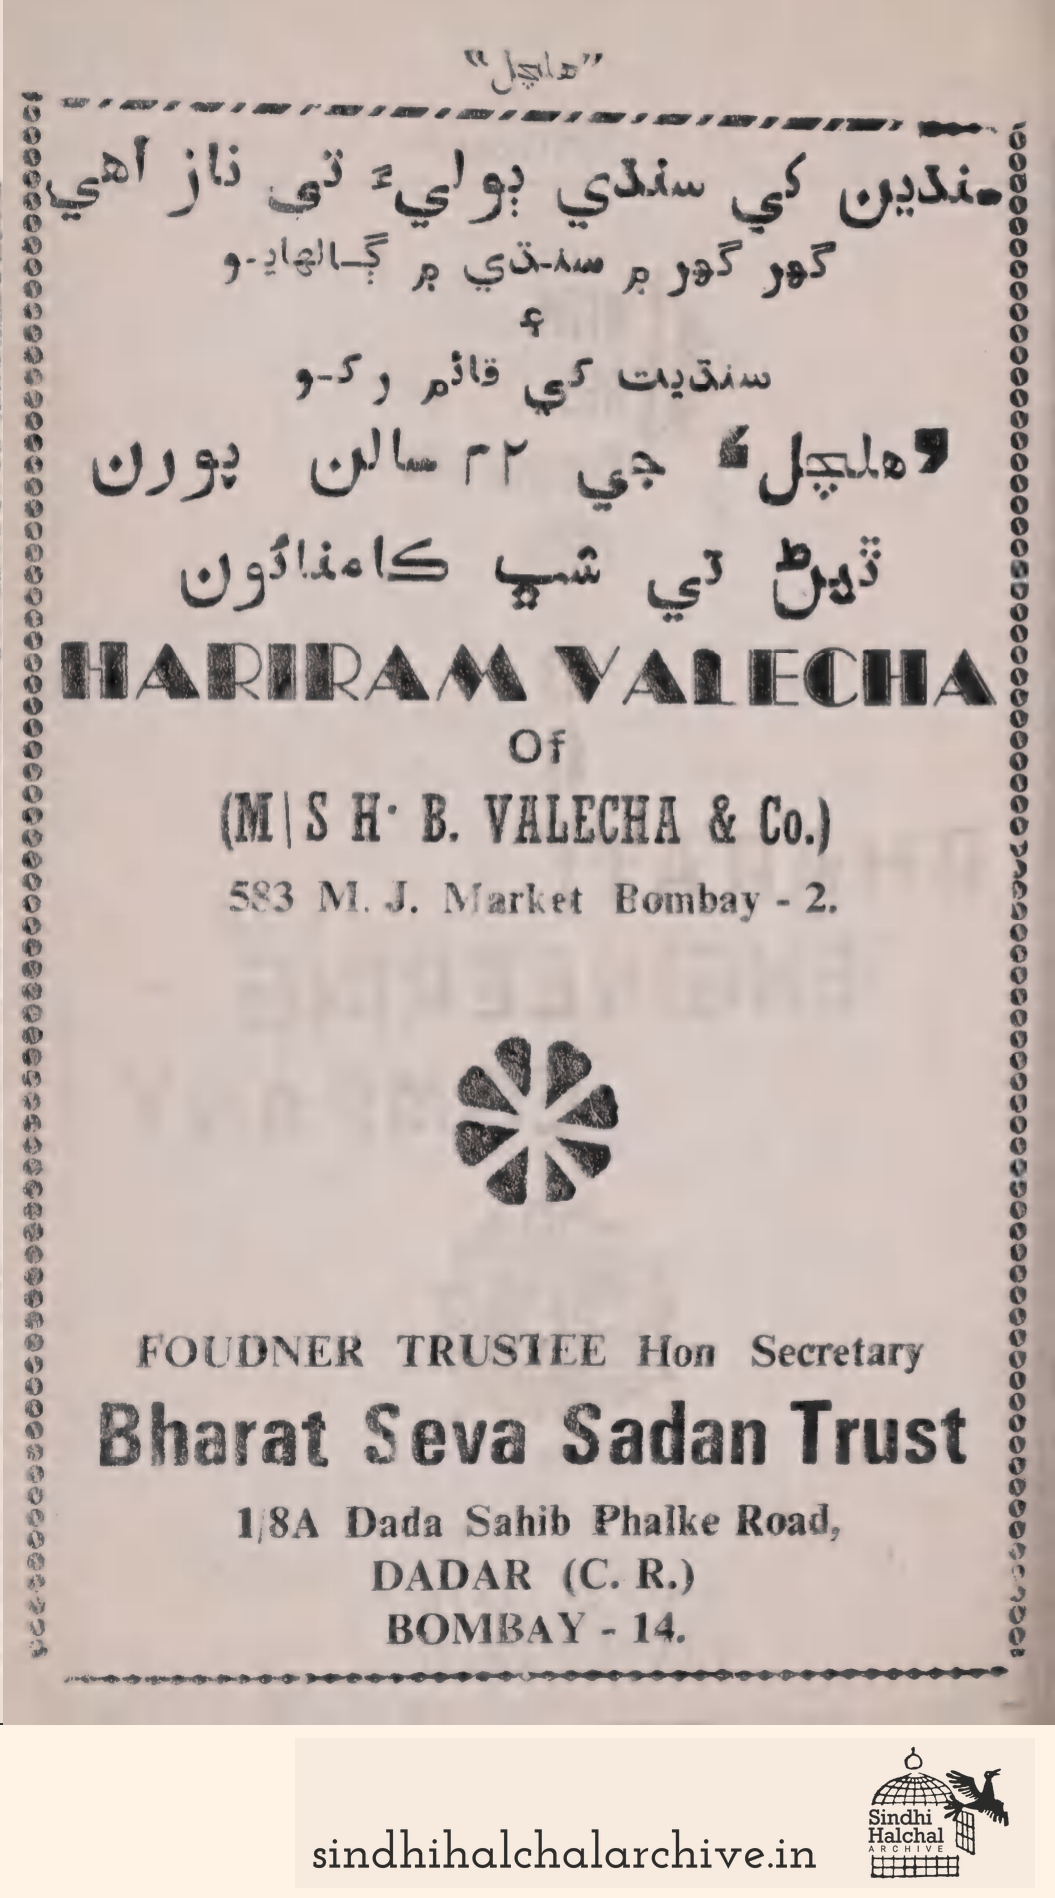 ”هلچل“
سنڌين کي سنڌي ٻوليءَ تي ناز آهي
گهر گهر ۾ سنڌي ۾ ڳالهايو
۽
سنڌيت کي قائم رکو
”هلچل“ جي ۲۲ سالن پورن
ٿيڻ تي شڀ ڪامنائون
HARIRAM VALECHA
Of
(M|S H· B. VALECHA & Co.)
583 M. J. Market Bombay - 2.
FOUDNER TRUSTEE Hon Secretary
Bharat Seva Sadan Trust
1/8A Dada Sahib Phalke Road,
DADAR (C. R.)
BOMBAY - 14.
sindhihalchalarchive.in
Sindhi
Halchal
ARCHIVE